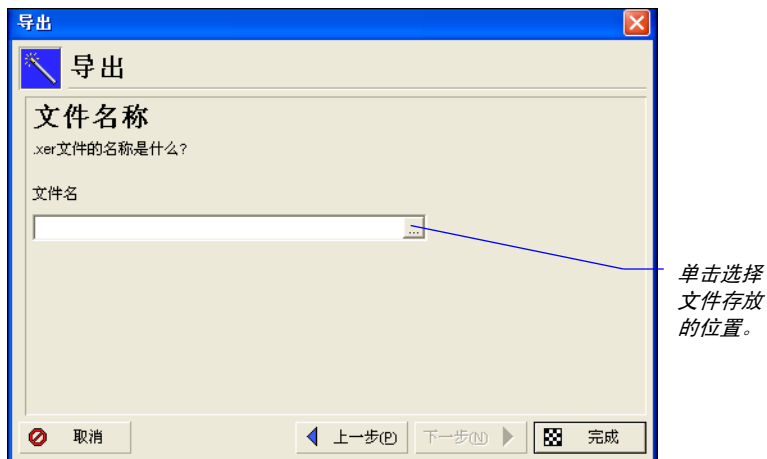 导出
导出
文件名称
.xer文件的名称是什么?
文件名
...
单击选择
文件存放
的位置。
取消
上一步(P)
下一步(N)
完成